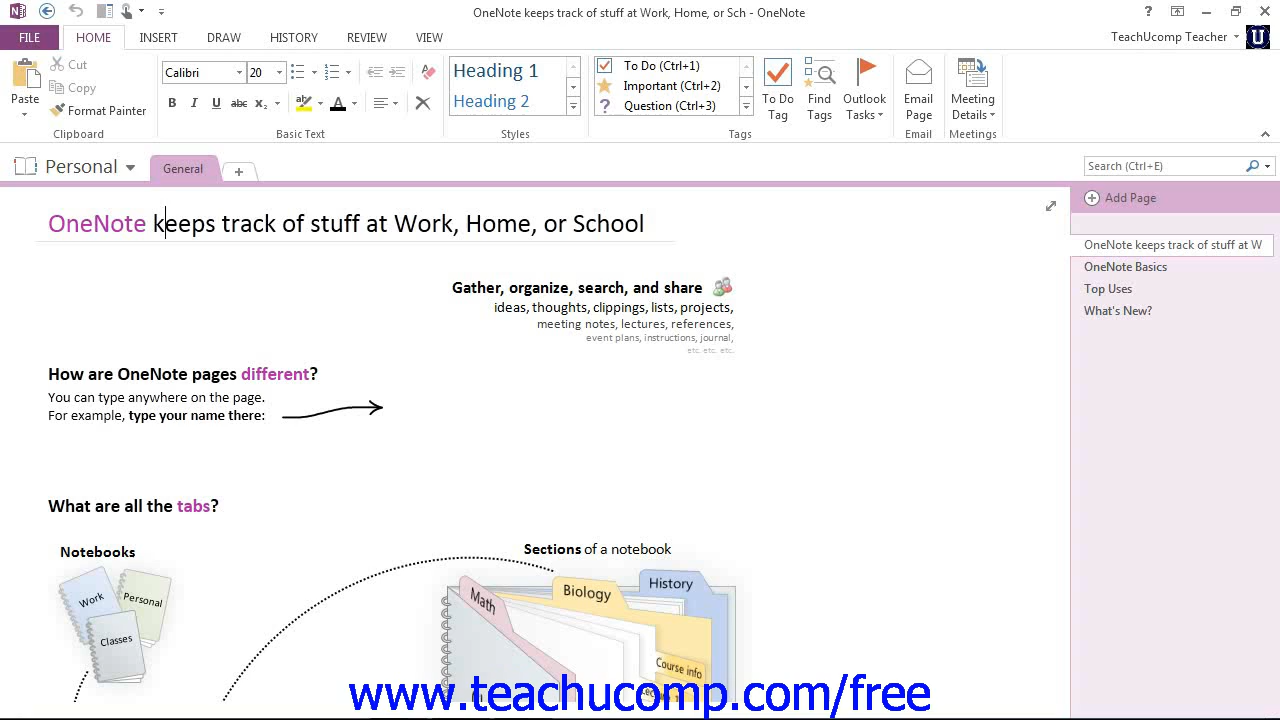 OneNote keeps track of stuff at Work, Home, or Sch - OneNote
FILE HOME INSERT DRAW HISTORY REVIEW VIEW
TeachUcomp Teacher
Paste
Cut
Copy
Format Painter
Clipboard
Calibri 20
B I U abc X₂
Basic Text
Heading 1
Heading 2
Styles
To Do (Ctrl+1)
Important (Ctrl+2)
Question (Ctrl+3)
To Do
Tag
Find
Tags
Outlook
Tasks
Tags
Email
Page
Email
Meeting
Details
Meetings
Personal
General
Search (Ctrl+E)
Add Page
OneNote keeps track of stuff at W
OneNote Basics
Top Uses
What's New?
OneNote keeps track of stuff at Work, Home, or School
Gather, organize, search, and share
ideas, thoughts, clippings, lists, projects,
meeting notes, lectures, references,
event plans, instructions, journal,
etc. etc. etc.
How are OneNote pages different?
You can type anywhere on the page.
For example, type your name there:
What are all the tabs?
Notebooks
Work
Personal
Classes
Sections of a notebook
Math
Biology
History
Course info
www.teachucomp.com/free